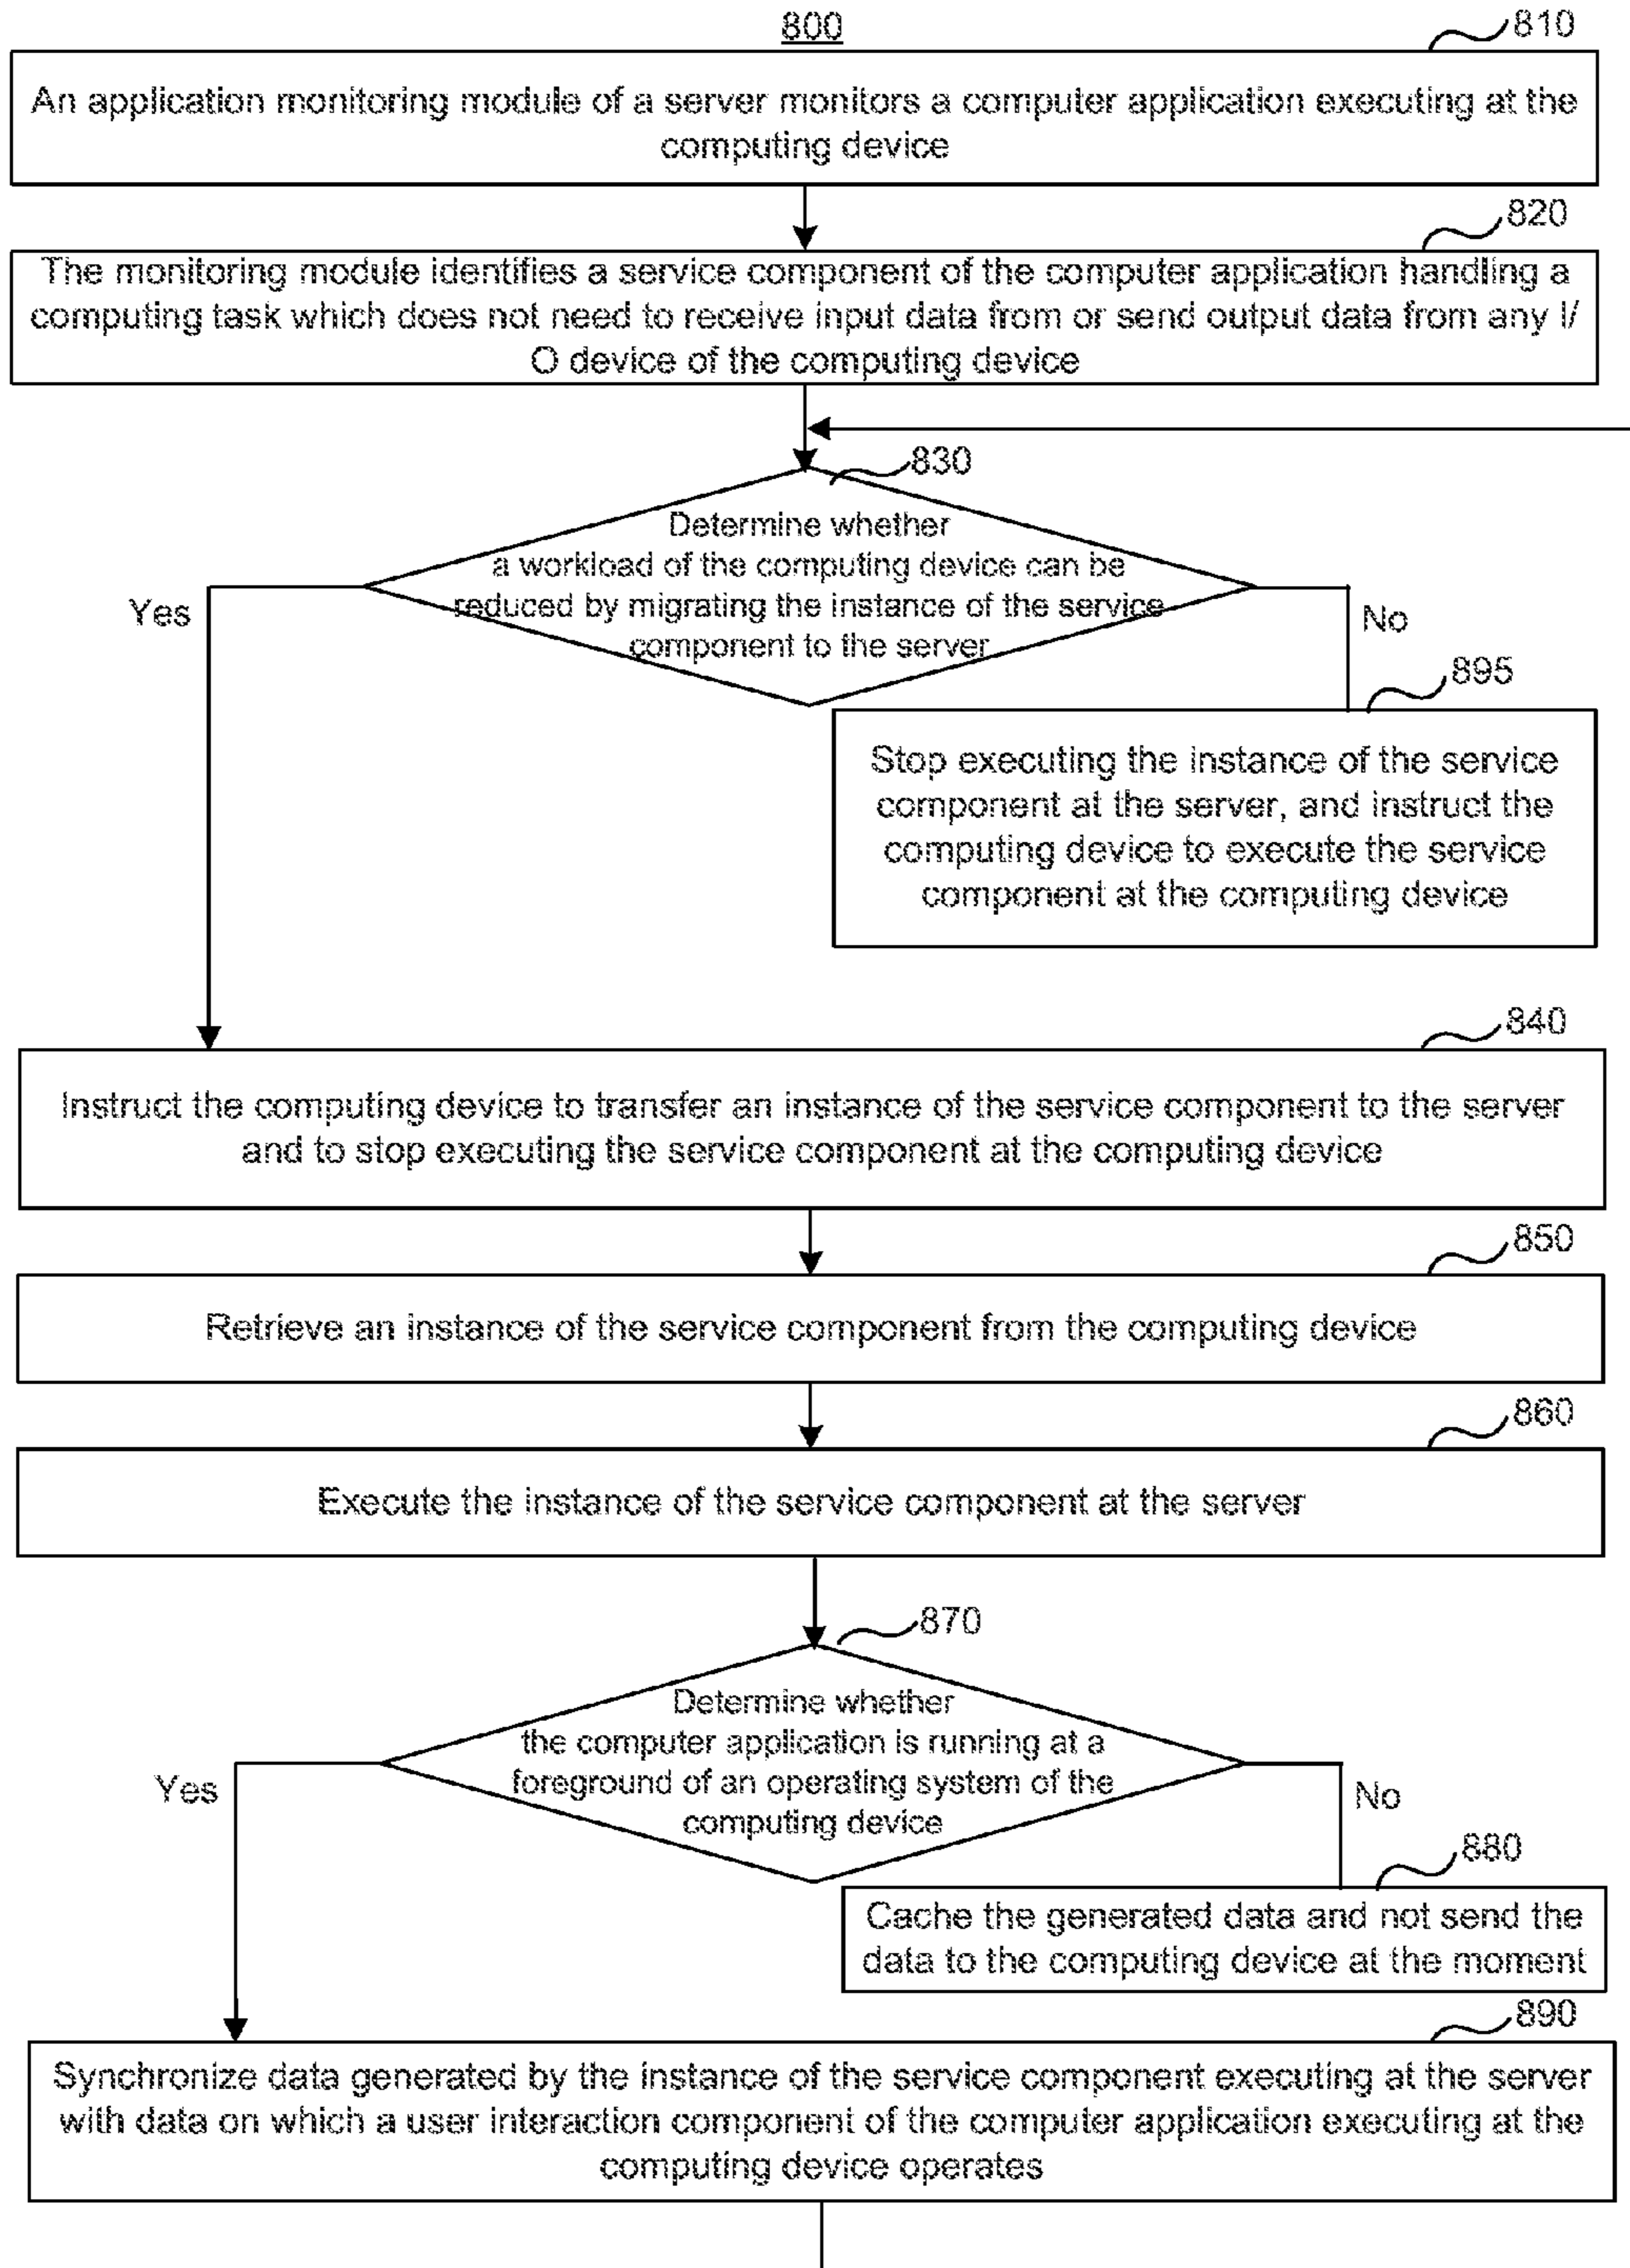 800
810
An application monitoring module of a server monitors a computer application executing at the
computing device
820
The monitoring module identifies a service component of the computer application handling a
computing task which does not need to receive input data from or send output data from any I/
O device of the computing device
830
Determine whether
a workload of the computing device can be
reduced by migrating the instance of the service
component to the server
Yes
No
895
Stop executing the instance of the service
component at the server, and instruct the
computing device to execute the service
component at the computing device
840
Instruct the computing device to transfer an instance of the service component to the server
and to stop executing the service component at the computing device
850
Retrieve an instance of the service component from the computing device
860
Execute the instance of the service component at the server
870
Determine whether
the computer application is running at a
foreground of an operating system of the
computing device
Yes
No
880
Cache the generated data and not send the
data to the computing device at the moment
890
Synchronize data generated by the instance of the service component executing at the server
with data on which a user interaction component of the computer application executing at the
computing device operates